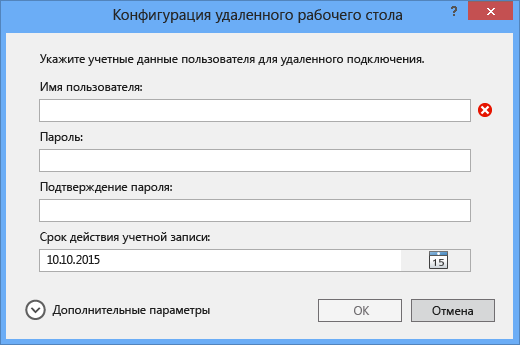 Конфигурация удаленного рабочего стола
?
Укажите учетные данные пользователя для удаленного подключения.
Имя пользователя:
Пароль:
Подтверждение пароля:
Срок действия учетной записи:
10.10.2015 15
Дополнительные параметры OK Отмена